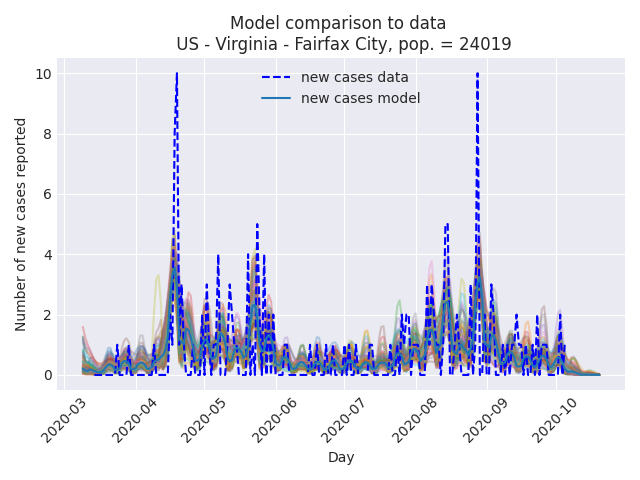 Model comparison to data
US - Virginia - Fairfax City, pop. = 24019
new cases data
new cases model
Number of new cases reported
10
8
6
4
2
0
2020-03
2020-04
2020-05
2020-06
2020-07
2020-08
2020-09
2020-10
Day